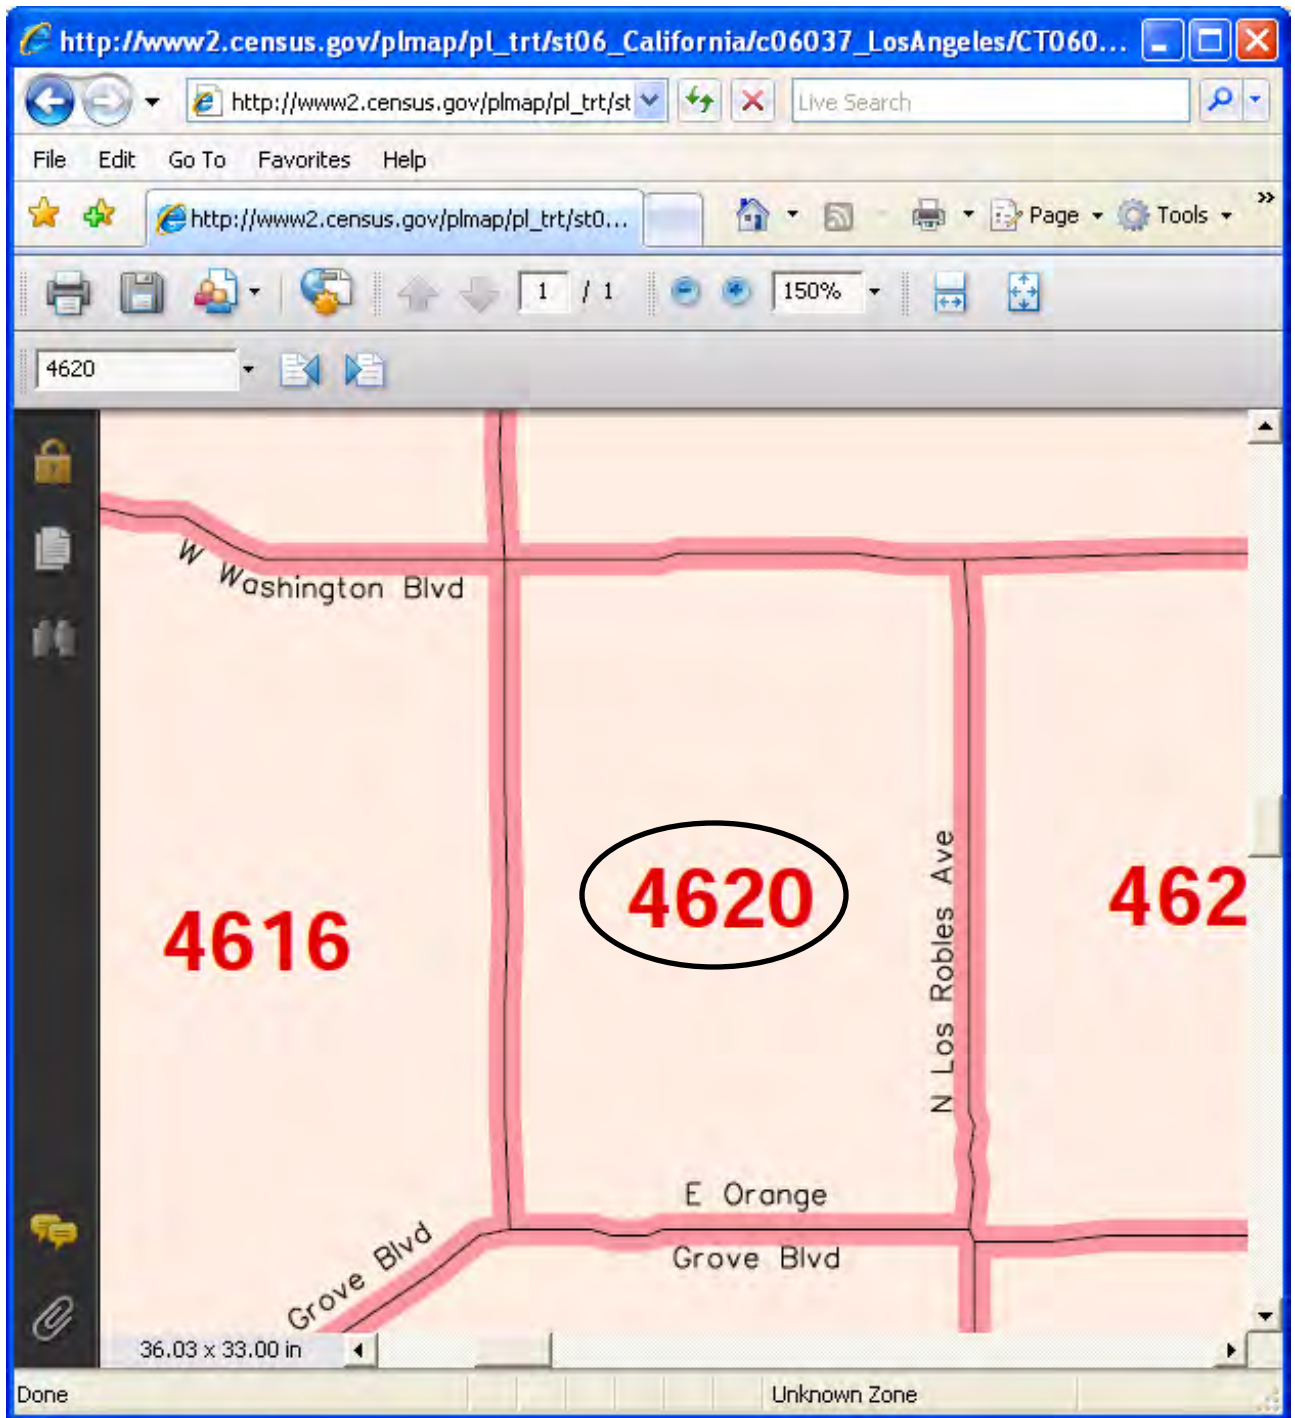 http://www2.census.gov/plmap/pl_trt/st06_California/c06037_LosAngeles/CT060...
http://www2.census.gov/plmap/pl_trt/st
Live Search
File Edit Go To Favorites Help
http://www2.census.gov/plmap/pl_trt/st0...
Page Tools »
1 / 1 150%
4620
W Washington Blvd
4616
4620
462
N Los Robles Ave
E Orange
Grove Blvd
Grove Blvd
36.03 x 33.00 in
Done Unknown Zone